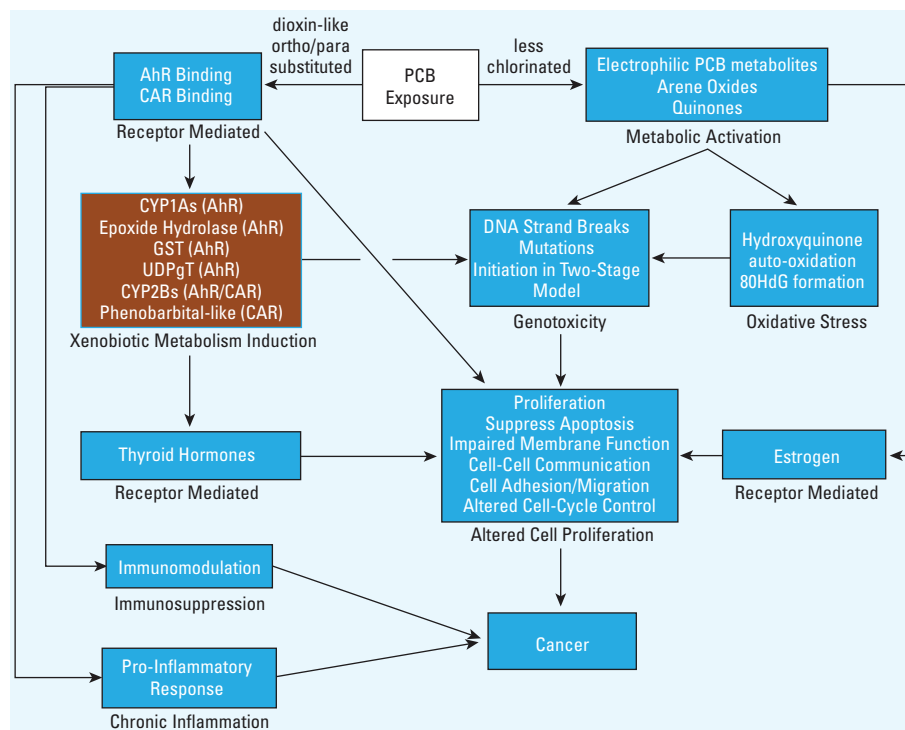 dioxin-like
ortho/para
substituted
PCB
Exposure
less
chlorinated
AhR Binding
CAR Binding
Receptor Mediated
Electrophilic PCB metabolites
Arene Oxides
Quinones
Metabolic Activation
CYP1As (AhR)
Epoxide Hydrolase (AhR)
GST (AhR)
UDPgT (AhR)
CYP2Bs (AhR/CAR)
Phenobarbital-like (CAR)
Xenobiotic Metabolism Induction
DNA Strand Breaks
Mutations
Initiation in Two-Stage
Model
Genotoxicity
Hydroxyquinone
auto-oxidation
80HdG formation
Oxidative Stress
Thyroid Hormones
Receptor Mediated
Proliferation
Suppress Apoptosis
Impaired Membrane Function
Cell-Cell Communication
Cell Adhesion/Migration
Altered Cell-Cycle Control
Altered Cell Proliferation
Estrogen
Receptor Mediated
Immunomodulation
Immunosuppression
Cancer
Pro-Inflammatory
Response
Chronic Inflammation